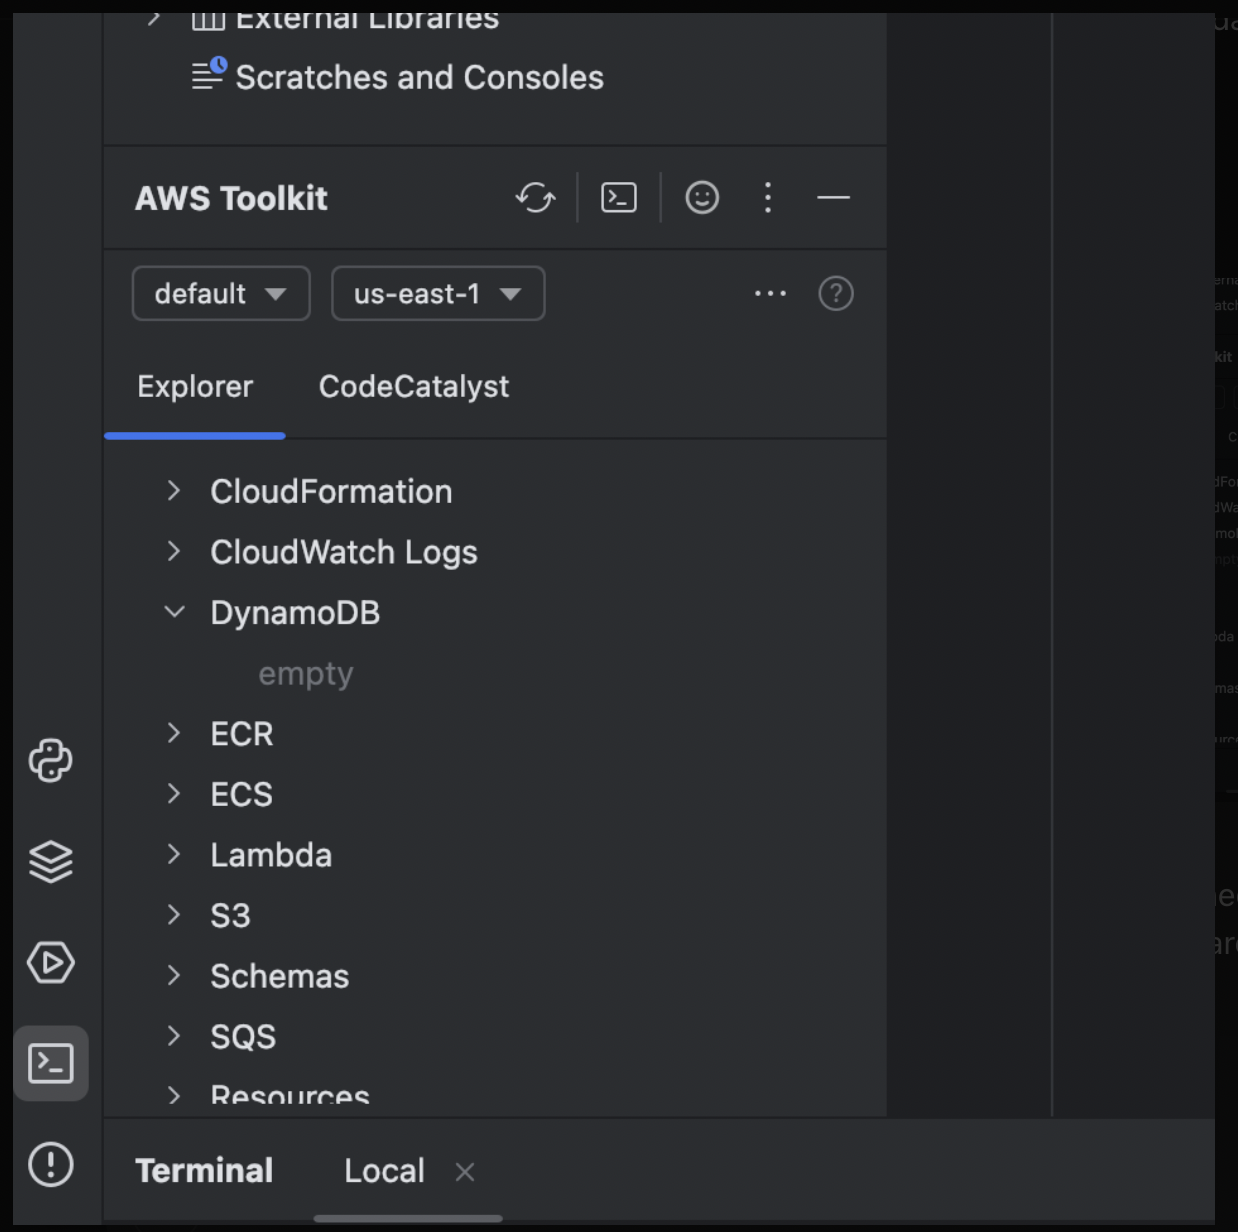 External Libraries
Scratches and Consoles
AWS Toolkit
default us-east-1
Explorer CodeCatalyst
CloudFormation
CloudWatch Logs
DynamoDB
empty
ECR
ECS
Lambda
S3
Schemas
SQS
Resources
Terminal Local